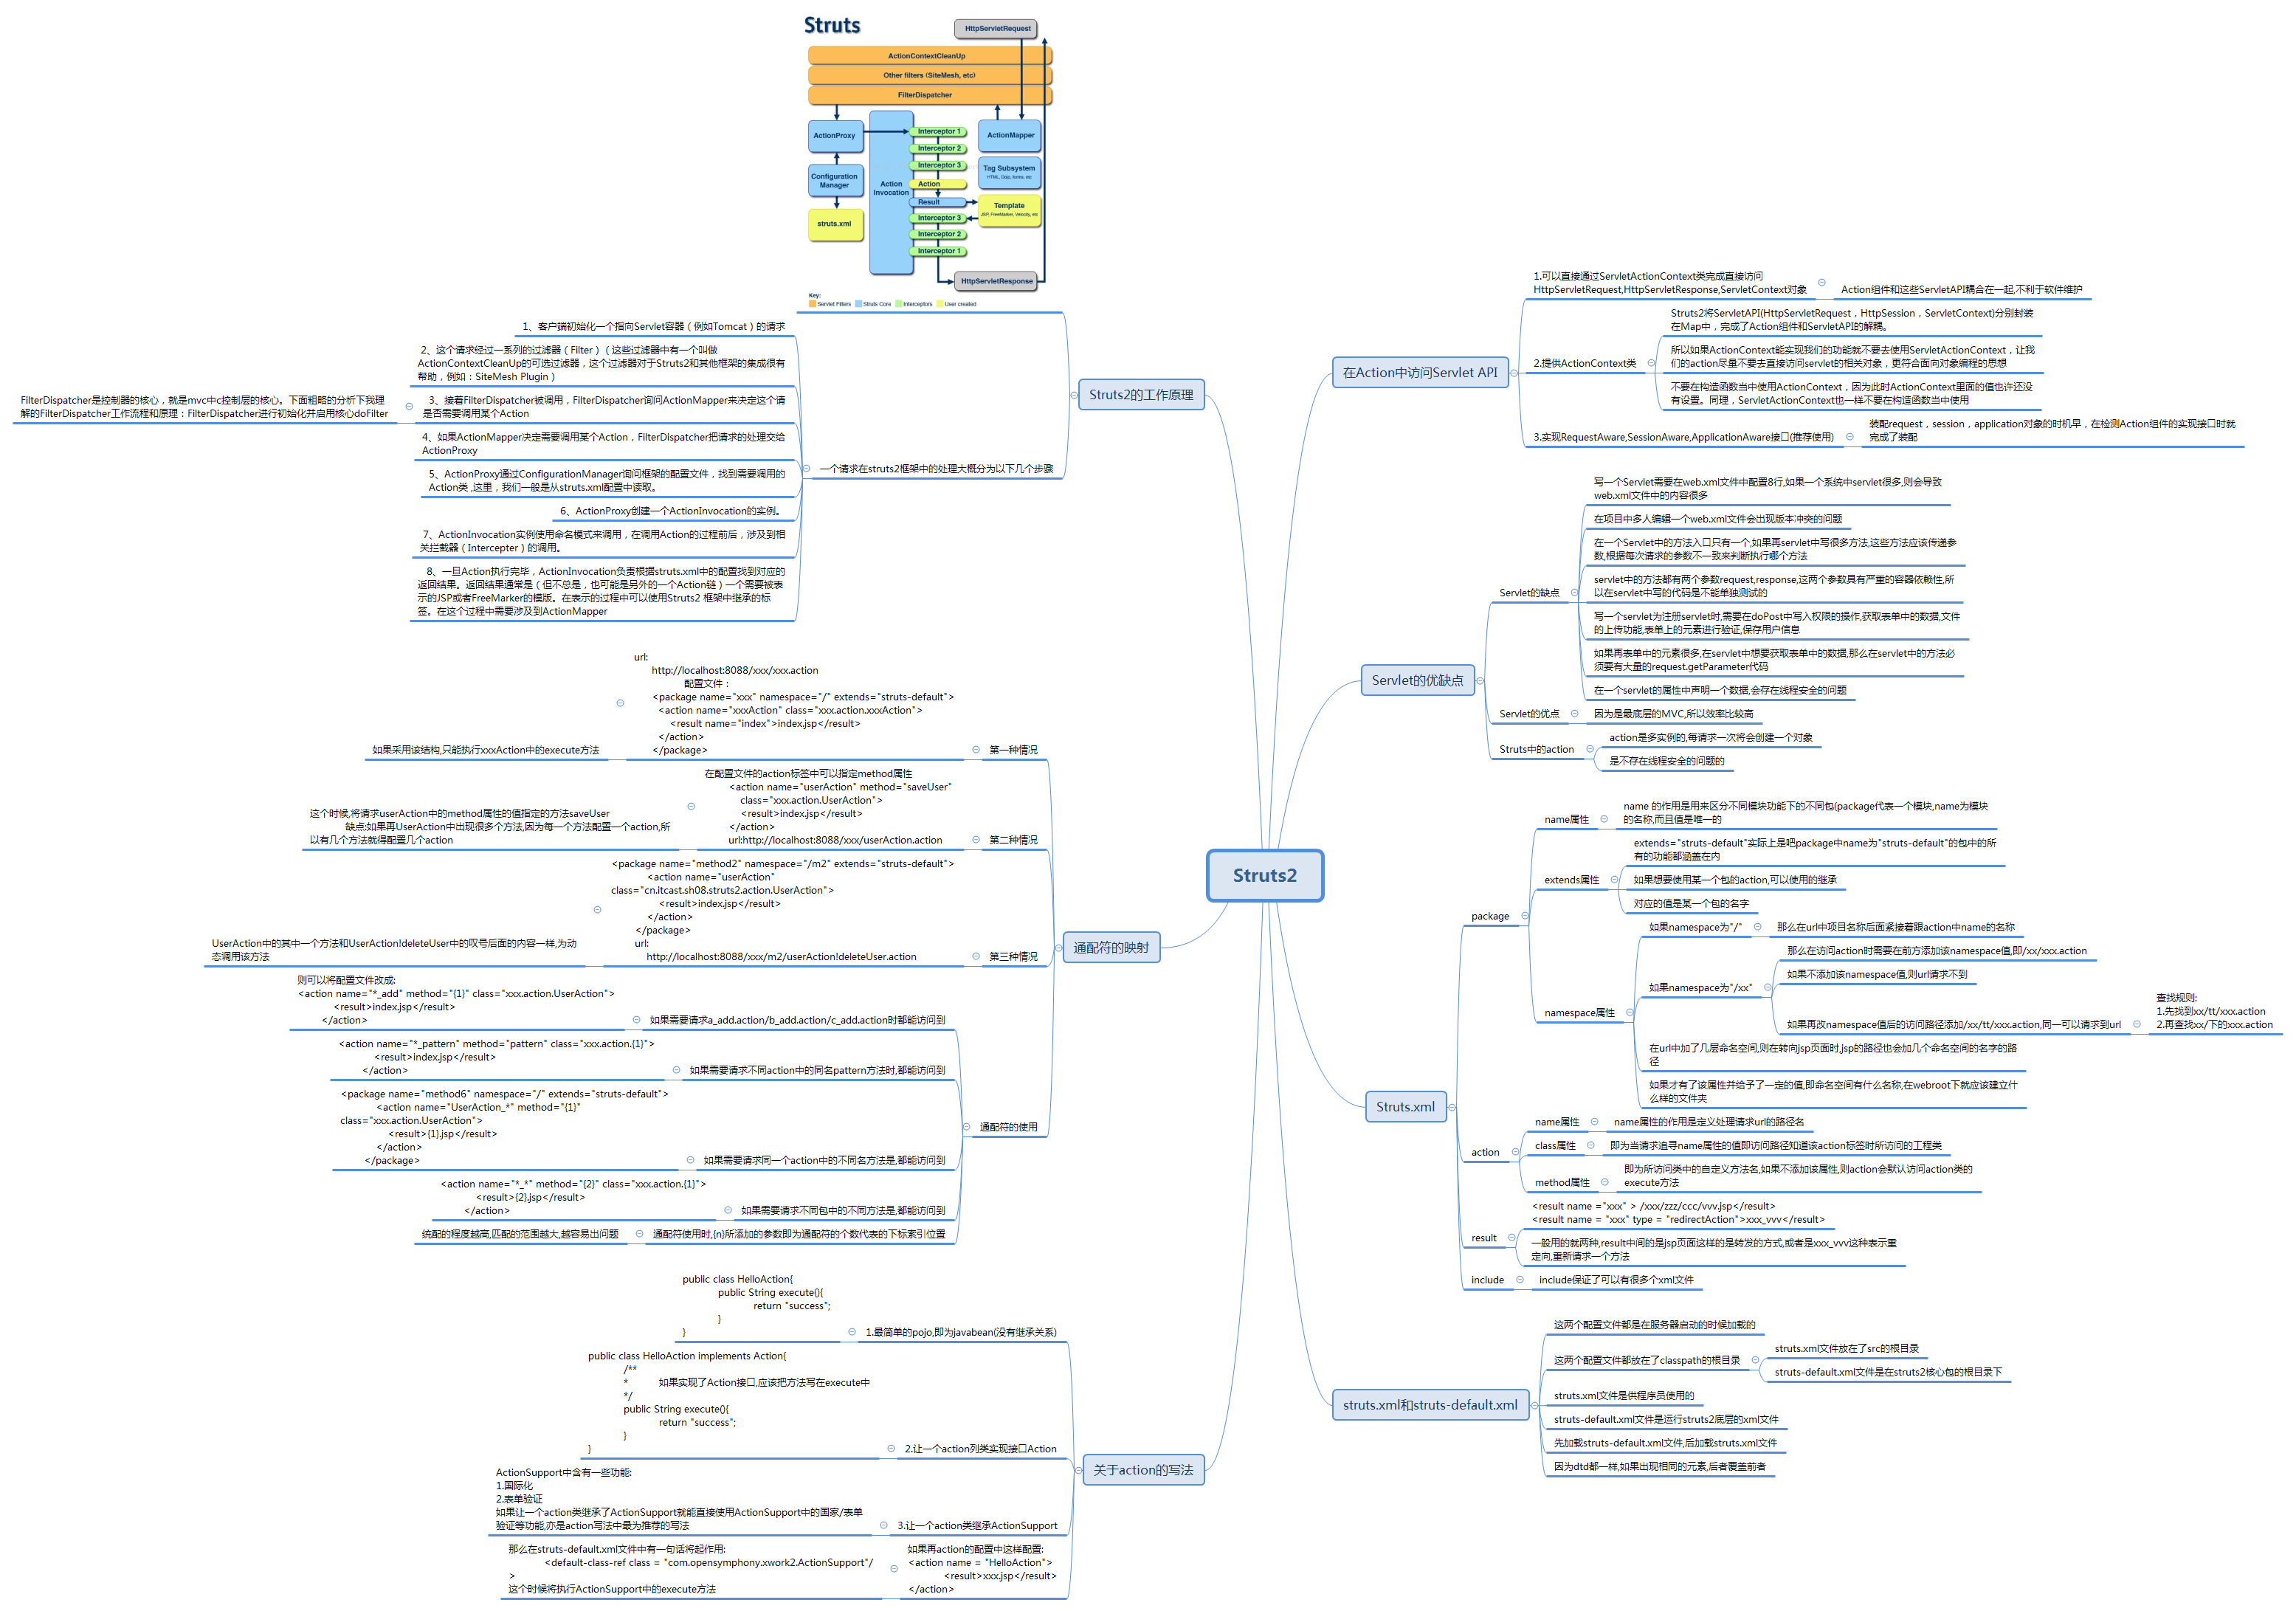 Struts
HttpServletRequest
ActionContextCleanUp
Other filters (SiteMesh, etc)
FilterDispatcher
ActionProxy
Interceptor 1
ActionMapper
Interceptor 2
Interceptor 3
Tag Subsystem
HTML, Dojo, forms, etc
Configuration
Manager
Action
Invocation
Action
Result
Template
JSP, FreeMarker, Velocity, etc
struts.xml
Interceptor 3
Interceptor 2
Interceptor 1
HttpServletResponse
Key:
Servlet Filters
Struts Core
Interceptors
User created
Struts2的工作原理
一个请求在struts2框架中的处理大概分为以下几个步骤
1、客户端初始化一个指向Servlet容器（例如Tomcat）的请求
2、这个请求经过一系列的过滤器（Filter）（这些过滤器中有一个叫做
ActionContextCleanUp的可选过滤器，这个过滤器对于Struts2和其他框架的集成很有
帮助，例如：SiteMesh Plugin）
3、接着FilterDispatcher被调用，FilterDispatcher询问ActionMapper来决定这个请
是否需要调用某个Action
FilterDispatcher是控制器的核心，就是mvc中c控制层的核心。下面粗略的分析下我理
解的FilterDispatcher工作流程和原理：FilterDispatcher进行初始化并启用核心doFilter
4、如果ActionMapper决定需要调用某个Action，FilterDispatcher把请求的处理交给
ActionProxy
5、ActionProxy通过ConfigurationManager询问框架的配置文件，找到需要调用的
Action类 ,这里，我们一般是从struts.xml配置中读取。
6、ActionProxy创建一个ActionInvocation的实例。
7、ActionInvocation实例使用命名模式来调用，在调用Action的过程前后，涉及到相
关拦截器（Intercepter）的调用。
8、一旦Action执行完毕，ActionInvocation负责根据struts.xml中的配置找到对应的
返回结果。返回结果通常是（但不总是，也可能是另外的一个Action链）一个需要被表
示的JSP或者FreeMarker的模版。在表示的过程中可以使用Struts2 框架中继承的标
签。在这个过程中需要涉及到ActionMapper
通配符的映射
第一种情况
url:
http://localhost:8088/xxx/xxx.action
配置文件：
<package name="xxx" namespace="/" extends="struts-default">
<action name="xxxAction" class="xxx.action.xxxAction">
<result name="index">index.jsp</result>
</action>
</package>
如果采用该结构,只能执行xxxAction中的execute方法
第二种情况
在配置文件的action标签中可以指定method属性
<action name="userAction" method="saveUser"
class="xxx.action.UserAction">
<result>index.jsp</result>
</action>
url:http://localhost:8088/xxx/userAction.action
这个时候,将请求userAction中的method属性的值指定的方法saveUser
缺点:如果再UserAction中出现很多个方法,因为每一个方法配置一个action,所
以有几个方法就得配置几个action
第三种情况
<package name="method2" namespace="/m2" extends="struts-default">
<action name="userAction"
class="cn.itcast.sh08.struts2.action.UserAction">
<result>index.jsp</result>
</action>
</package>
url:
http://localhost:8088/xxx/m2/userAction!deleteUser.action
UserAction中的其中一个方法和UserAction!deleteUser中的叹号后面的内容一样,为动
态调用该方法
通配符的使用
如果需要请求a_add.action/b_add.action/c_add.action时都能访问到
则可以将配置文件改成:
<action name="*_add" method="{1}" class="xxx.action.UserAction">
<result>index.jsp</result>
</action>
如果需要请求不同action中的同名pattern方法时,都能访问到
<action name="*_pattern" method="pattern" class="xxx.action.{1}">
<result>index.jsp</result>
</action>
如果需要请求同一个action中的不同名方法是,都能访问到
<package name="method6" namespace="/" extends="struts-default">
<action name="UserAction_*" method="{1}"
class="xxx.action.UserAction">
<result>{1}.jsp</result>
</action>
</package>
如果需要请求不同包中的不同方法是,都能访问到
<action name="*_*" method="{2}" class="xxx.action.{1}">
<result>{2}.jsp</result>
</action>
通配符使用时,{n}所添加的参数即为通配符的个数代表的下标索引位置
统配的程度越高,匹配的范围越大,越容易出问题
关于action的写法
1.最简单的pojo,即为javabean(没有继承关系)
public class HelloAction{
public String execute(){
return "success";
}
}
2.让一个action列类实现接口Action
public class HelloAction implements Action{
/**
* 如果实现了Action接口,应该把方法写在execute中
*/
public String execute(){
return "success";
}
}
3.让一个action类继承ActionSupport
ActionSupport中含有一些功能:
1.国际化
2.表单验证
如果让一个action类继承了ActionSupport就能直接使用ActionSupport中的国家/表单
验证等功能,亦是action写法中最为推荐的写法
如果再action的配置中这样配置:
<action name = "HelloAction">
<result>xxx.jsp</result>
</action>
那么在struts-default.xml文件中有一句话将起作用:
<default-class-ref class = "com.opensymphony.xwork2.ActionSupport"/
>
这个时候将执行ActionSupport中的execute方法
Struts2
在Action中访问Servlet API
1.可以直接通过ServletActionContext类完成直接访问
HttpServletRequest,HttpServletResponse,ServletContext对象
Action组件和这些ServletAPI耦合在一起,不利于软件维护
2.提供ActionContext类
Struts2将ServletAPI(HttpServletRequest，HttpSession，ServletContext)分别封装
在Map中，完成了Action组件和ServletAPI的解耦。
所以如果ActionContext能实现我们的功能就不要去使用ServletActionContext，让我
们的action尽量不要去直接访问servlet的相关对象，更符合面向对象编程的思想
不要在构造函数当中使用ActionContext，因为此时ActionContext里面的值也许还没
有设置。同理，ServletActionContext也一样不要在构造函数当中使用
3.实现RequestAware,SessionAware,ApplicationAware接口(推荐使用)
装配request，session，application对象的时机早，在检测Action组件的实现接口时就
完成了装配
Servlet的优缺点
Servlet的缺点
写一个Servlet需要在web.xml文件中配置8行,如果一个系统中servlet很多,则会导致
web.xml文件中的内容很多
在项目中多人编辑一个web.xml文件会出现版本冲突的问题
在一个Servlet中的方法入口只有一个,如果再servlet中写很多方法,这些方法应该传递参
数,根据每次请求的参数不一致来判断执行哪个方法
servlet中的方法都有两个参数request,response,这两个参数具有严重的容器依赖性,所
以在servlet中写的代码是不能单独测试的
写一个servlet为注册servlet时,需要在doPost中写入权限的操作,获取表单中的数据,文件
的上传功能,表单上的元素进行验证,保存用户信息
如果再表单中的元素很多,在servlet中想要获取表单中的数据,那么在servlet中的方法必
须要有大量的request.getParameter代码
在一个servlet的属性中声明一个数据,会存在线程安全的问题
Servlet的优点
因为是最底层的MVC,所以效率比较高
Struts中的action
action是多实例的,每请求一次将会创建一个对象
是不存在线程安全的问题的
Struts.xml
package
name属性
name 的作用是用来区分不同模块功能下的不同包(package代表一个模块,name为模块
的名称,而且值是唯一的
extends属性
extends="struts-default"实际上是吧package中name为"struts-default"的包中的所
有的功能都涵盖在内
如果想要使用某一个包的action,可以使用的继承
对应的值是某一个包的名字
namespace属性
如果namespace为"/"
那么在url中项目名称后面紧接着跟action中name的名称
如果namespace为"/xx"
那么在访问action时需要在前方添加该namespace值,即/xx/xxx.action
如果不添加该namespace值,则url请求不到
如果再改namespace值后的访问路径添加/xx/tt/xxx.action,同一可以请求到url
查找规则:
1.先找到xx/tt/xxx.action
2.再查找xx/下的xxx.action
在url中加了几层命名空间,则在转向jsp页面时,jsp的路径也会加几个命名空间的名字的路
径
如果才有了该属性并给予了一定的值,即命名空间有什么名称,在webroot下就应该建立什
么样的文件夹
action
name属性
name属性的作用是定义处理请求url的路径名
class属性
即为当请求追寻name属性的值即访问路径知道该action标签时所访问的工程类
method属性
即为所访问类中的自定义方法名,如果不添加该属性,则action会默认访问action类的
execute方法
result
<result name ="xxx" > /xxx/zzz/ccc/vvv.jsp</result>
<result name = "xxx" type = "redirectAction">xxx_vvv</result>
一般用的就两种,result中间的是jsp页面这样的是转发的方式,或者是xxx_vvv这种表示重
定向,重新请求一个方法
include
include保证了可以有很多个xml文件
struts.xml和struts-default.xml
这两个配置文件都是在服务器启动的时候加载的
这两个配置文件都放在了classpath的根目录
struts.xml文件放在了src的根目录
struts-default.xml文件是在struts2核心包的根目录下
struts.xml文件是供程序员使用的
struts-default.xml文件是运行struts2底层的xml文件
先加载struts-default.xml文件,后加载struts.xml文件
因为dtd都一样,如果出现相同的元素,后者覆盖前者